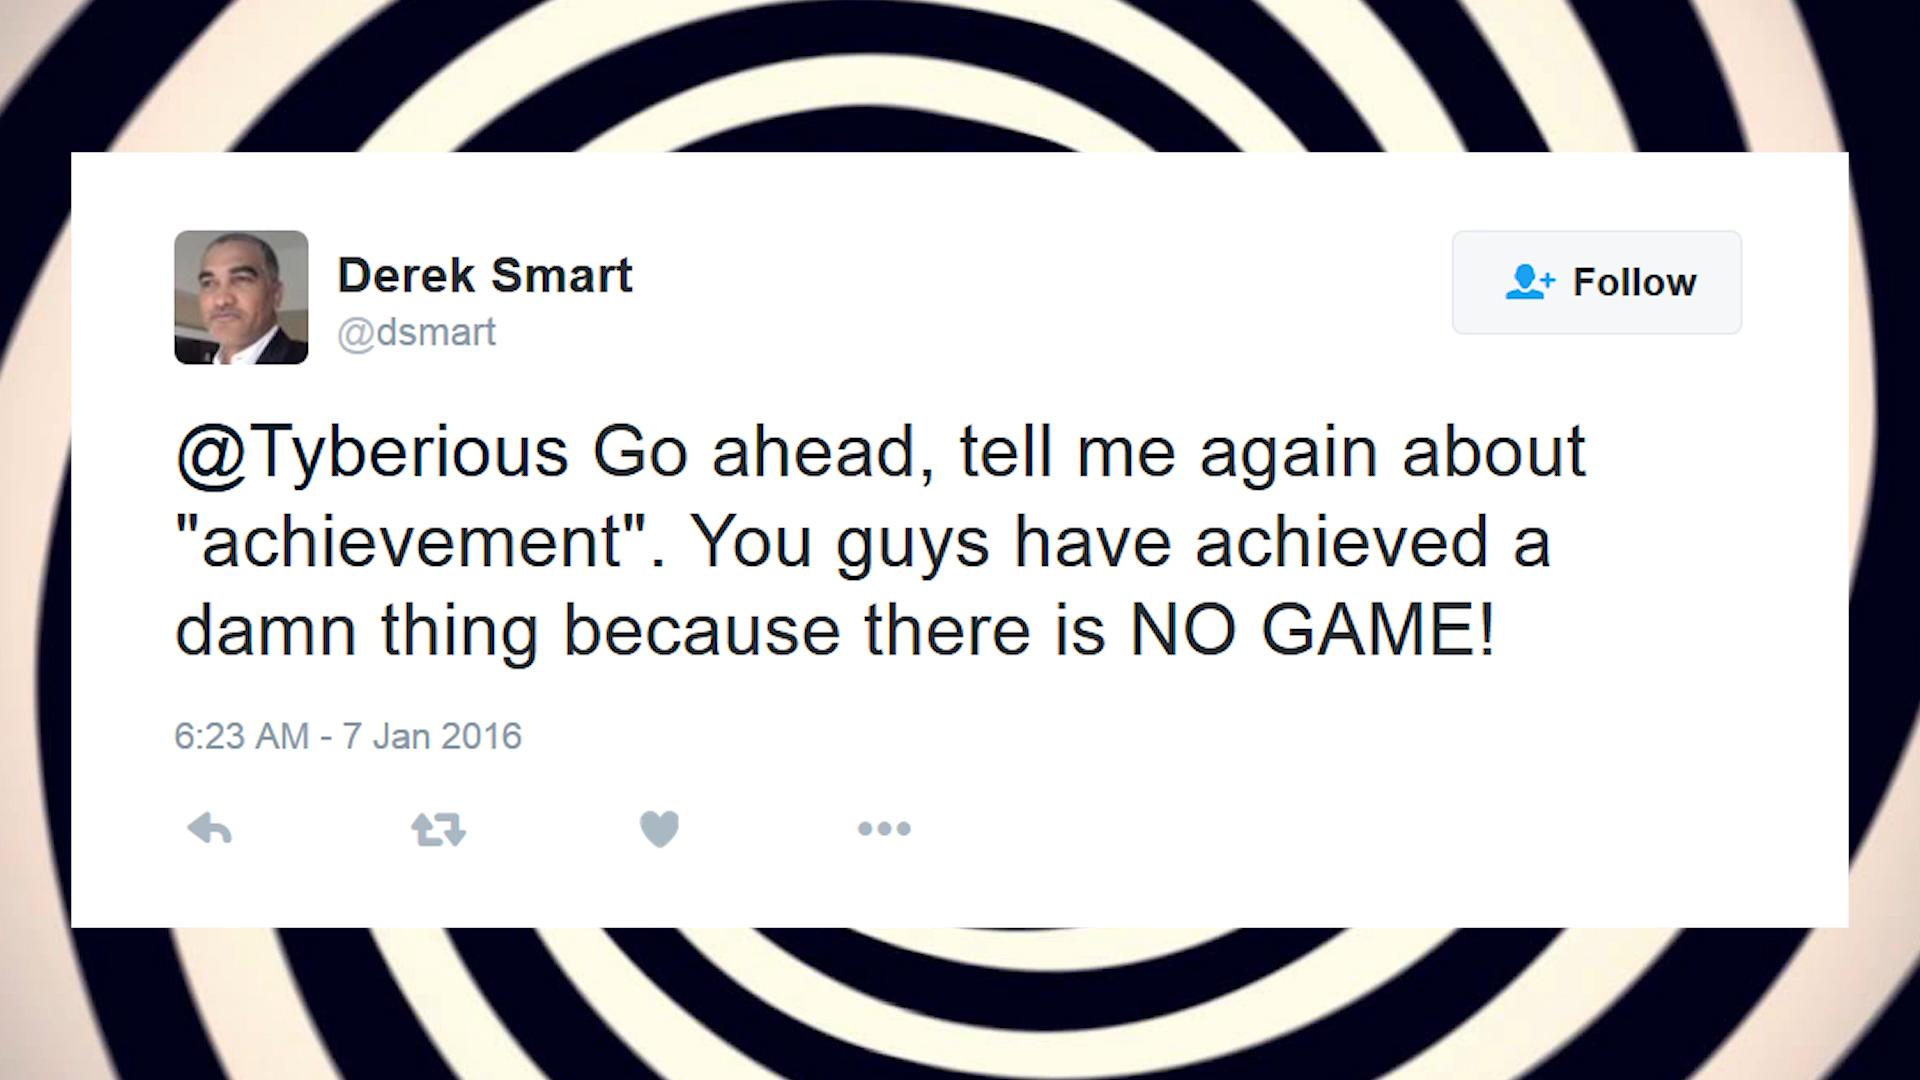 Derek Smart
@dsmart
Follow
@Tyberious Go ahead, tell me again about
"achievement". You guys have achieved a
damn thing because there is NO GAME!
6:23 AM - 7 Jan 2016